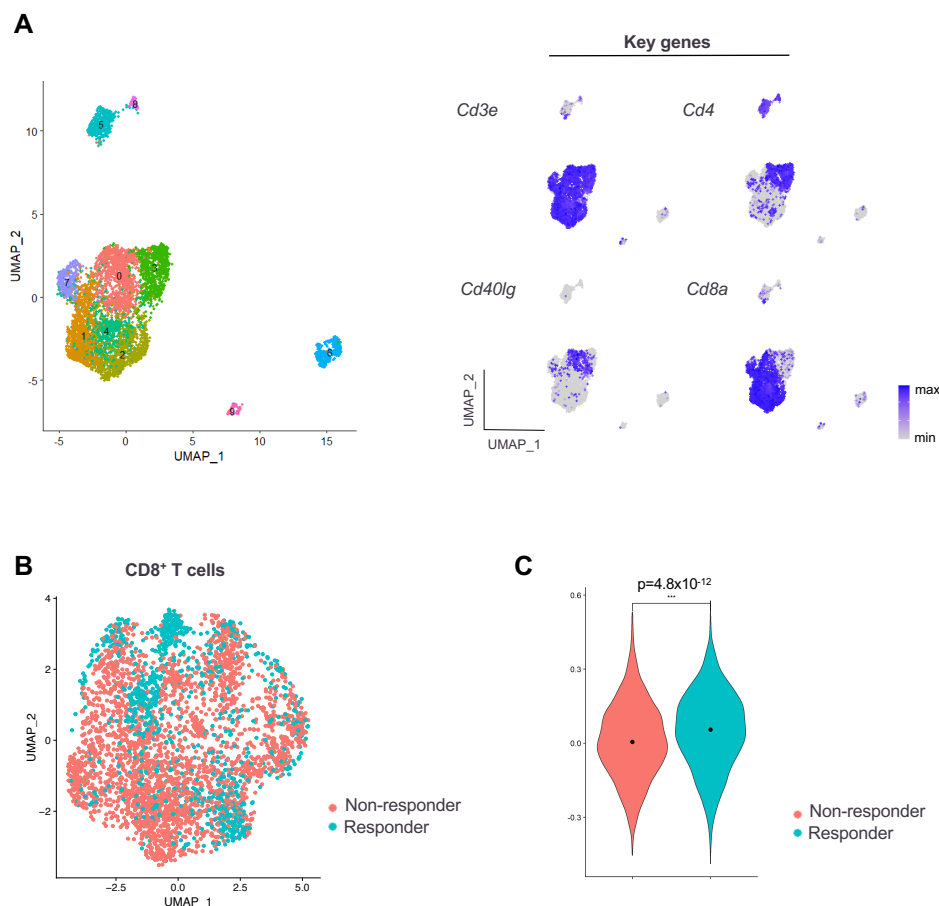 A
Key genes
Cd3e
Cd4
Cd40lg
Cd8a
UMAP_2
UMAP_1
max
min
10
5
0
-5
-5
0
5
10
15
UMAP_2
UMAP_1
8
5
7
0
3
1
4
2
6
9
B
CD8+ T cells
4
2
0
−2
−2.5
0.0
2.5
5.0
UMAP_2
UMAP_1
Non-responder
Responder
C
p=4.8x10-12
***
0.6
0.3
0.0
−0.3
Non-responder
Responder